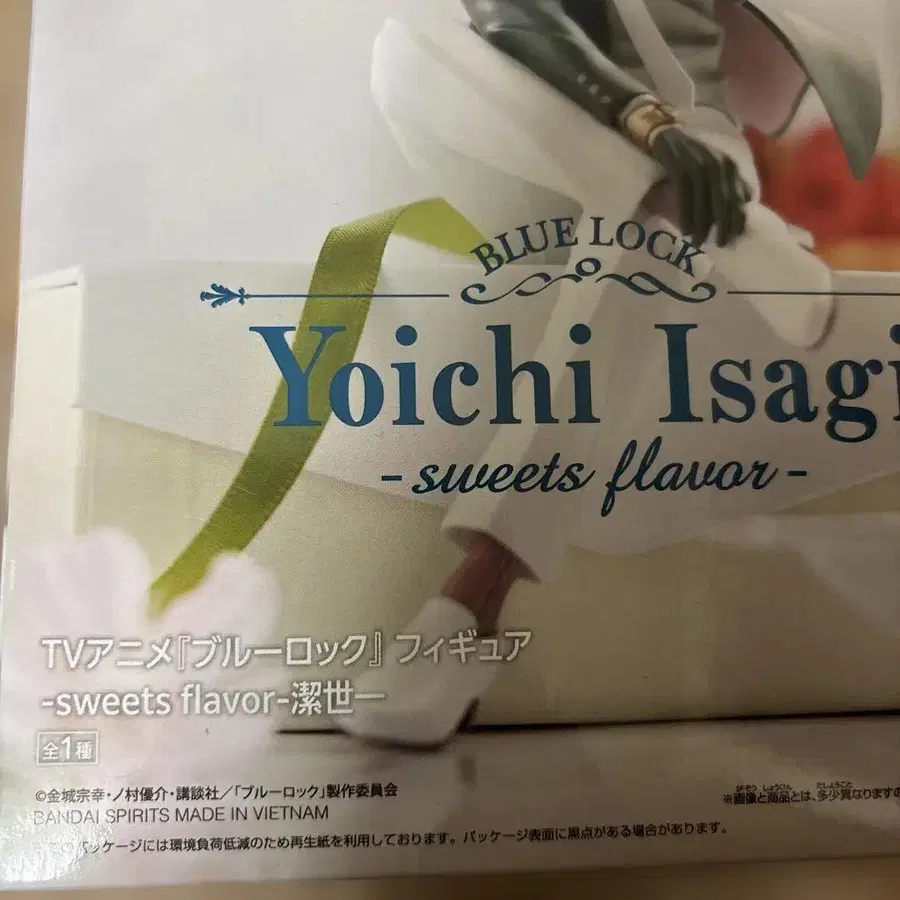 BLUE LOCK
Yoichi Isagi
-sweets flavor-
TVアニメ『ブルーロック』フィギュア
-sweets flavor-潔世一
全1種
©金城宗幸・ノ村優介・講談社/「ブルーロック」製作委員会
BANDAI SPIRITS MADE IN VIETNAM
※画像と商品とは、多少異なりますの
パッケージには環境負荷低減のため再生紙を利用しております。パッケージ表面に黒点がある場合があります。